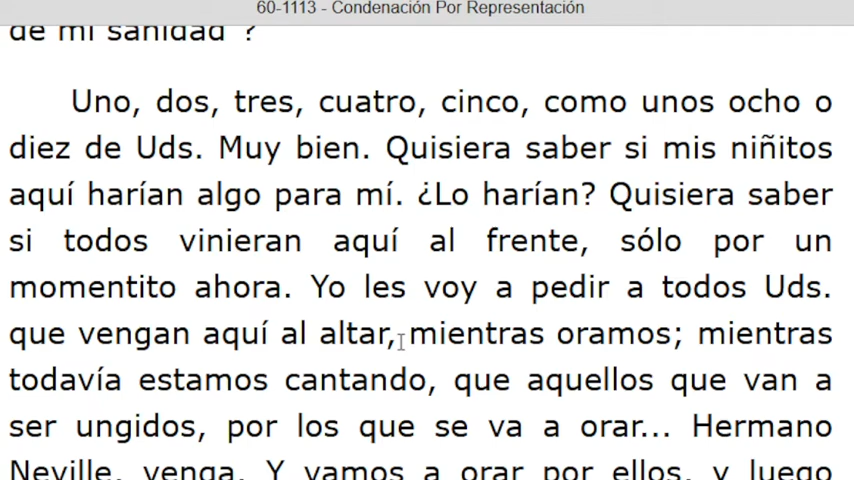 60-1113 - Condenación Por Representación
de mi sanidad"?
Uno, dos, tres, cuatro, cinco, como unos ocho o
diez de Uds. Muy bien. Quisiera saber si mis niñitos
aquí harían algo para mí. ¿Lo harían? Quisiera saber
si todos vinieran aquí al frente, sólo por un
momentito ahora. Yo les voy a pedir a todos Uds.
que vengan aquí al altar, mientras oramos; mientras
todavía estamos cantando, que aquellos que van a
ser ungidos, por los que se va a orar... Hermano
Neville, venga. Y vamos a orar por ellos, y luego